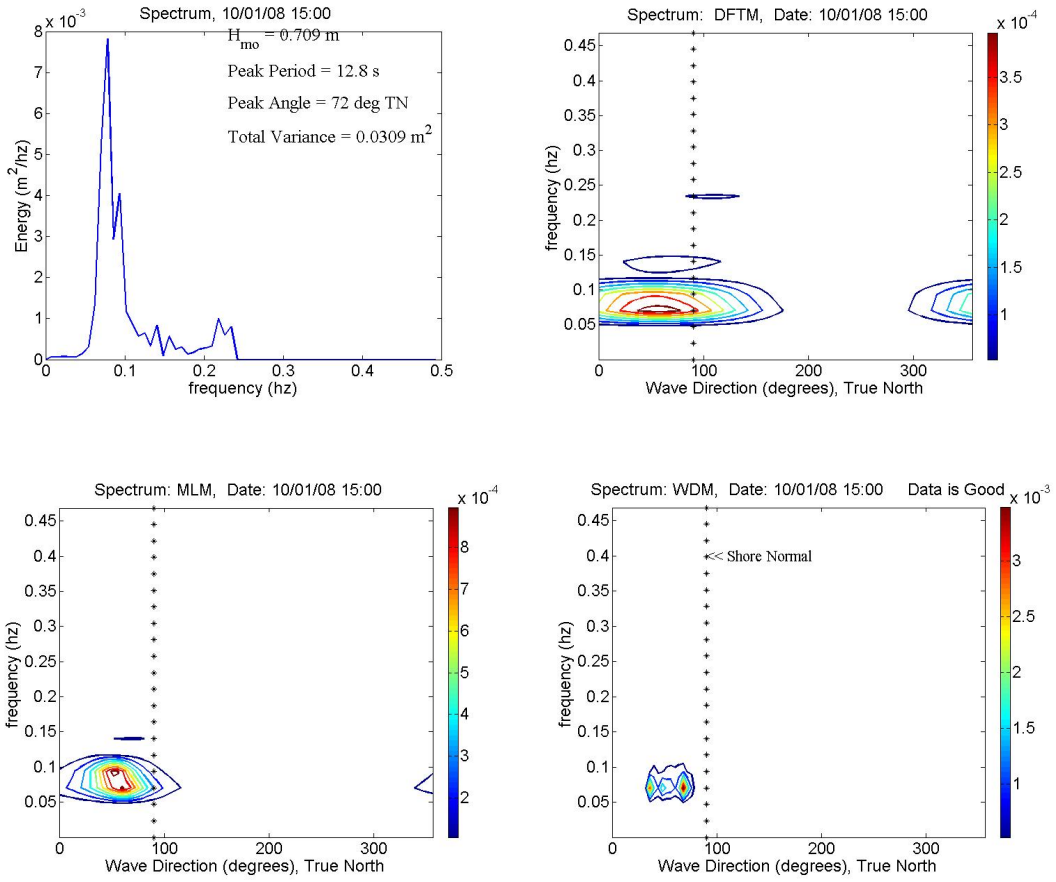 Spectrum, 10/01/08 15:00
x 10-3
H mo = 0.709 m
Peak Period = 12.8 s
Peak Angle = 72 deg TN
Total Variance = 0.0309 m2
Energy (m2/hz)
8
7
6
5
4
3
2
1
0
0 0.1 0.2 0.3 0.4 0.5
frequency (hz)
Spectrum: DFTM, Date: 10/01/08 15:00
x 10-4
frequency (hz)
0.45
0.4
0.35
0.3
0.25
0.2
0.15
0.1
0.05
0 100 200 300
Wave Direction (degrees), True North
3.5
3
2.5
2
1.5
1
Spectrum: MLM, Date: 10/01/08 15:00
x 10-4
frequency (hz)
0.45
0.4
0.35
0.3
0.25
0.2
0.15
0.1
0.05
0 100 200 300
Wave Direction (degrees), True North
8
7
6
5
4
3
2
Spectrum: WDM, Date: 10/01/08 15:00 Data is Good
x 10-3
<< Shore Normal
frequency (hz)
0.45
0.4
0.35
0.3
0.25
0.2
0.15
0.1
0.05
0 100 200 300
Wave Direction (degrees), True North
3
2.5
2
1.5
1